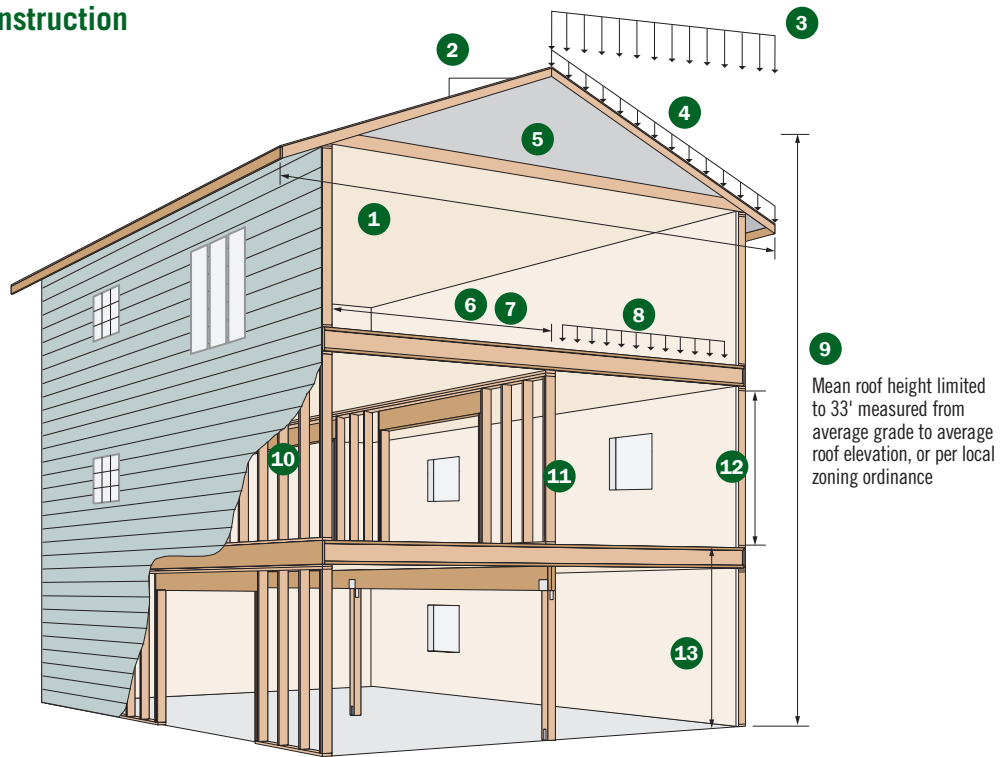 nstruction
3
2
4
5
1
6 7 8
9
Mean roof height limited
to 33' measured from
average grade to average
roof elevation, or per local
zoning ordinance
10
11
12
13